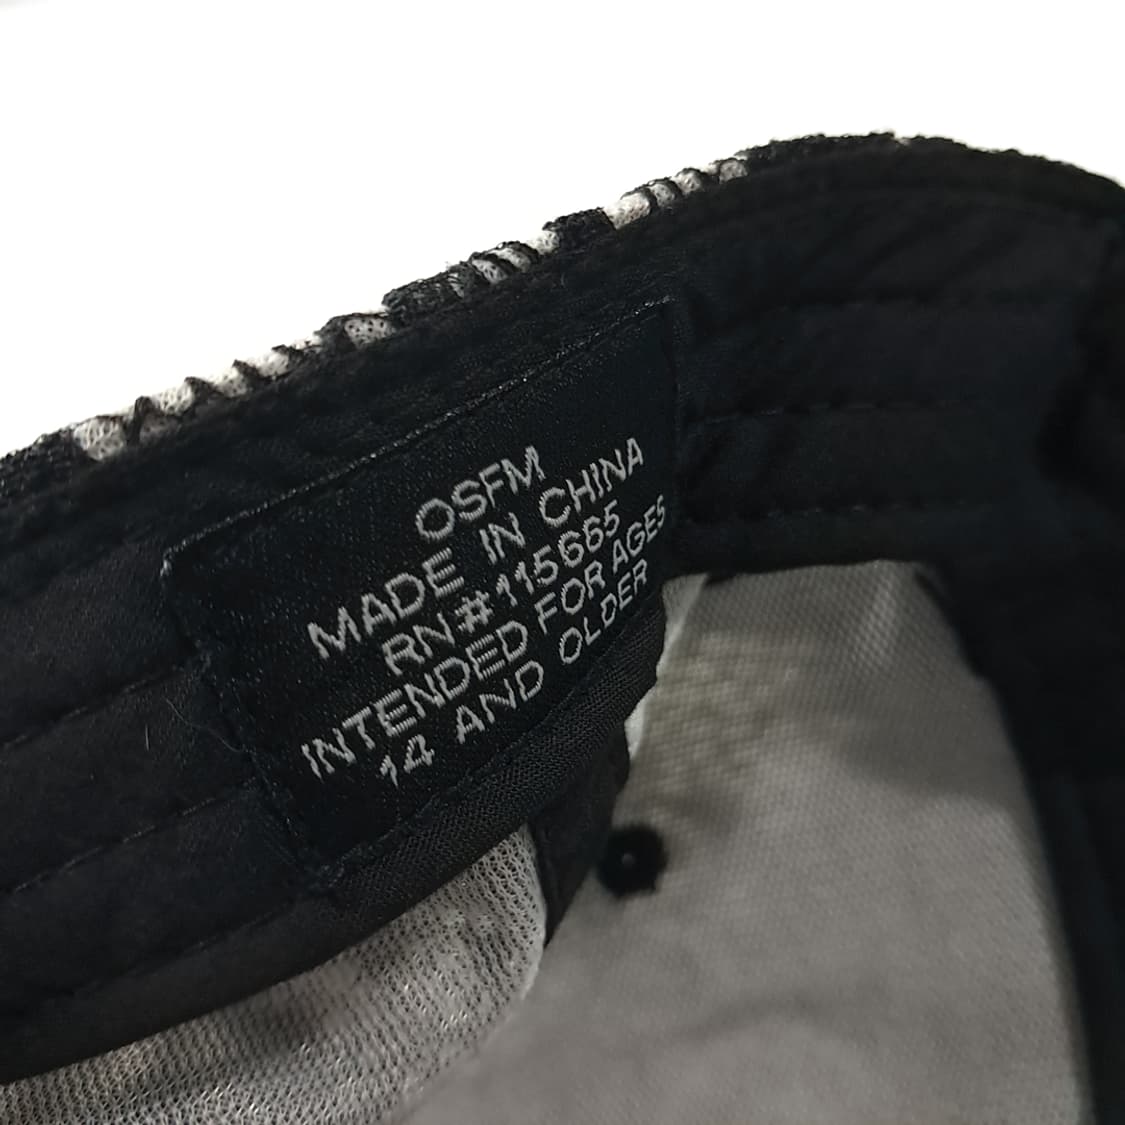 OSFM
MADE IN CHINA
RN#115665
INTENDED FOR AGES
14 AND OLDER